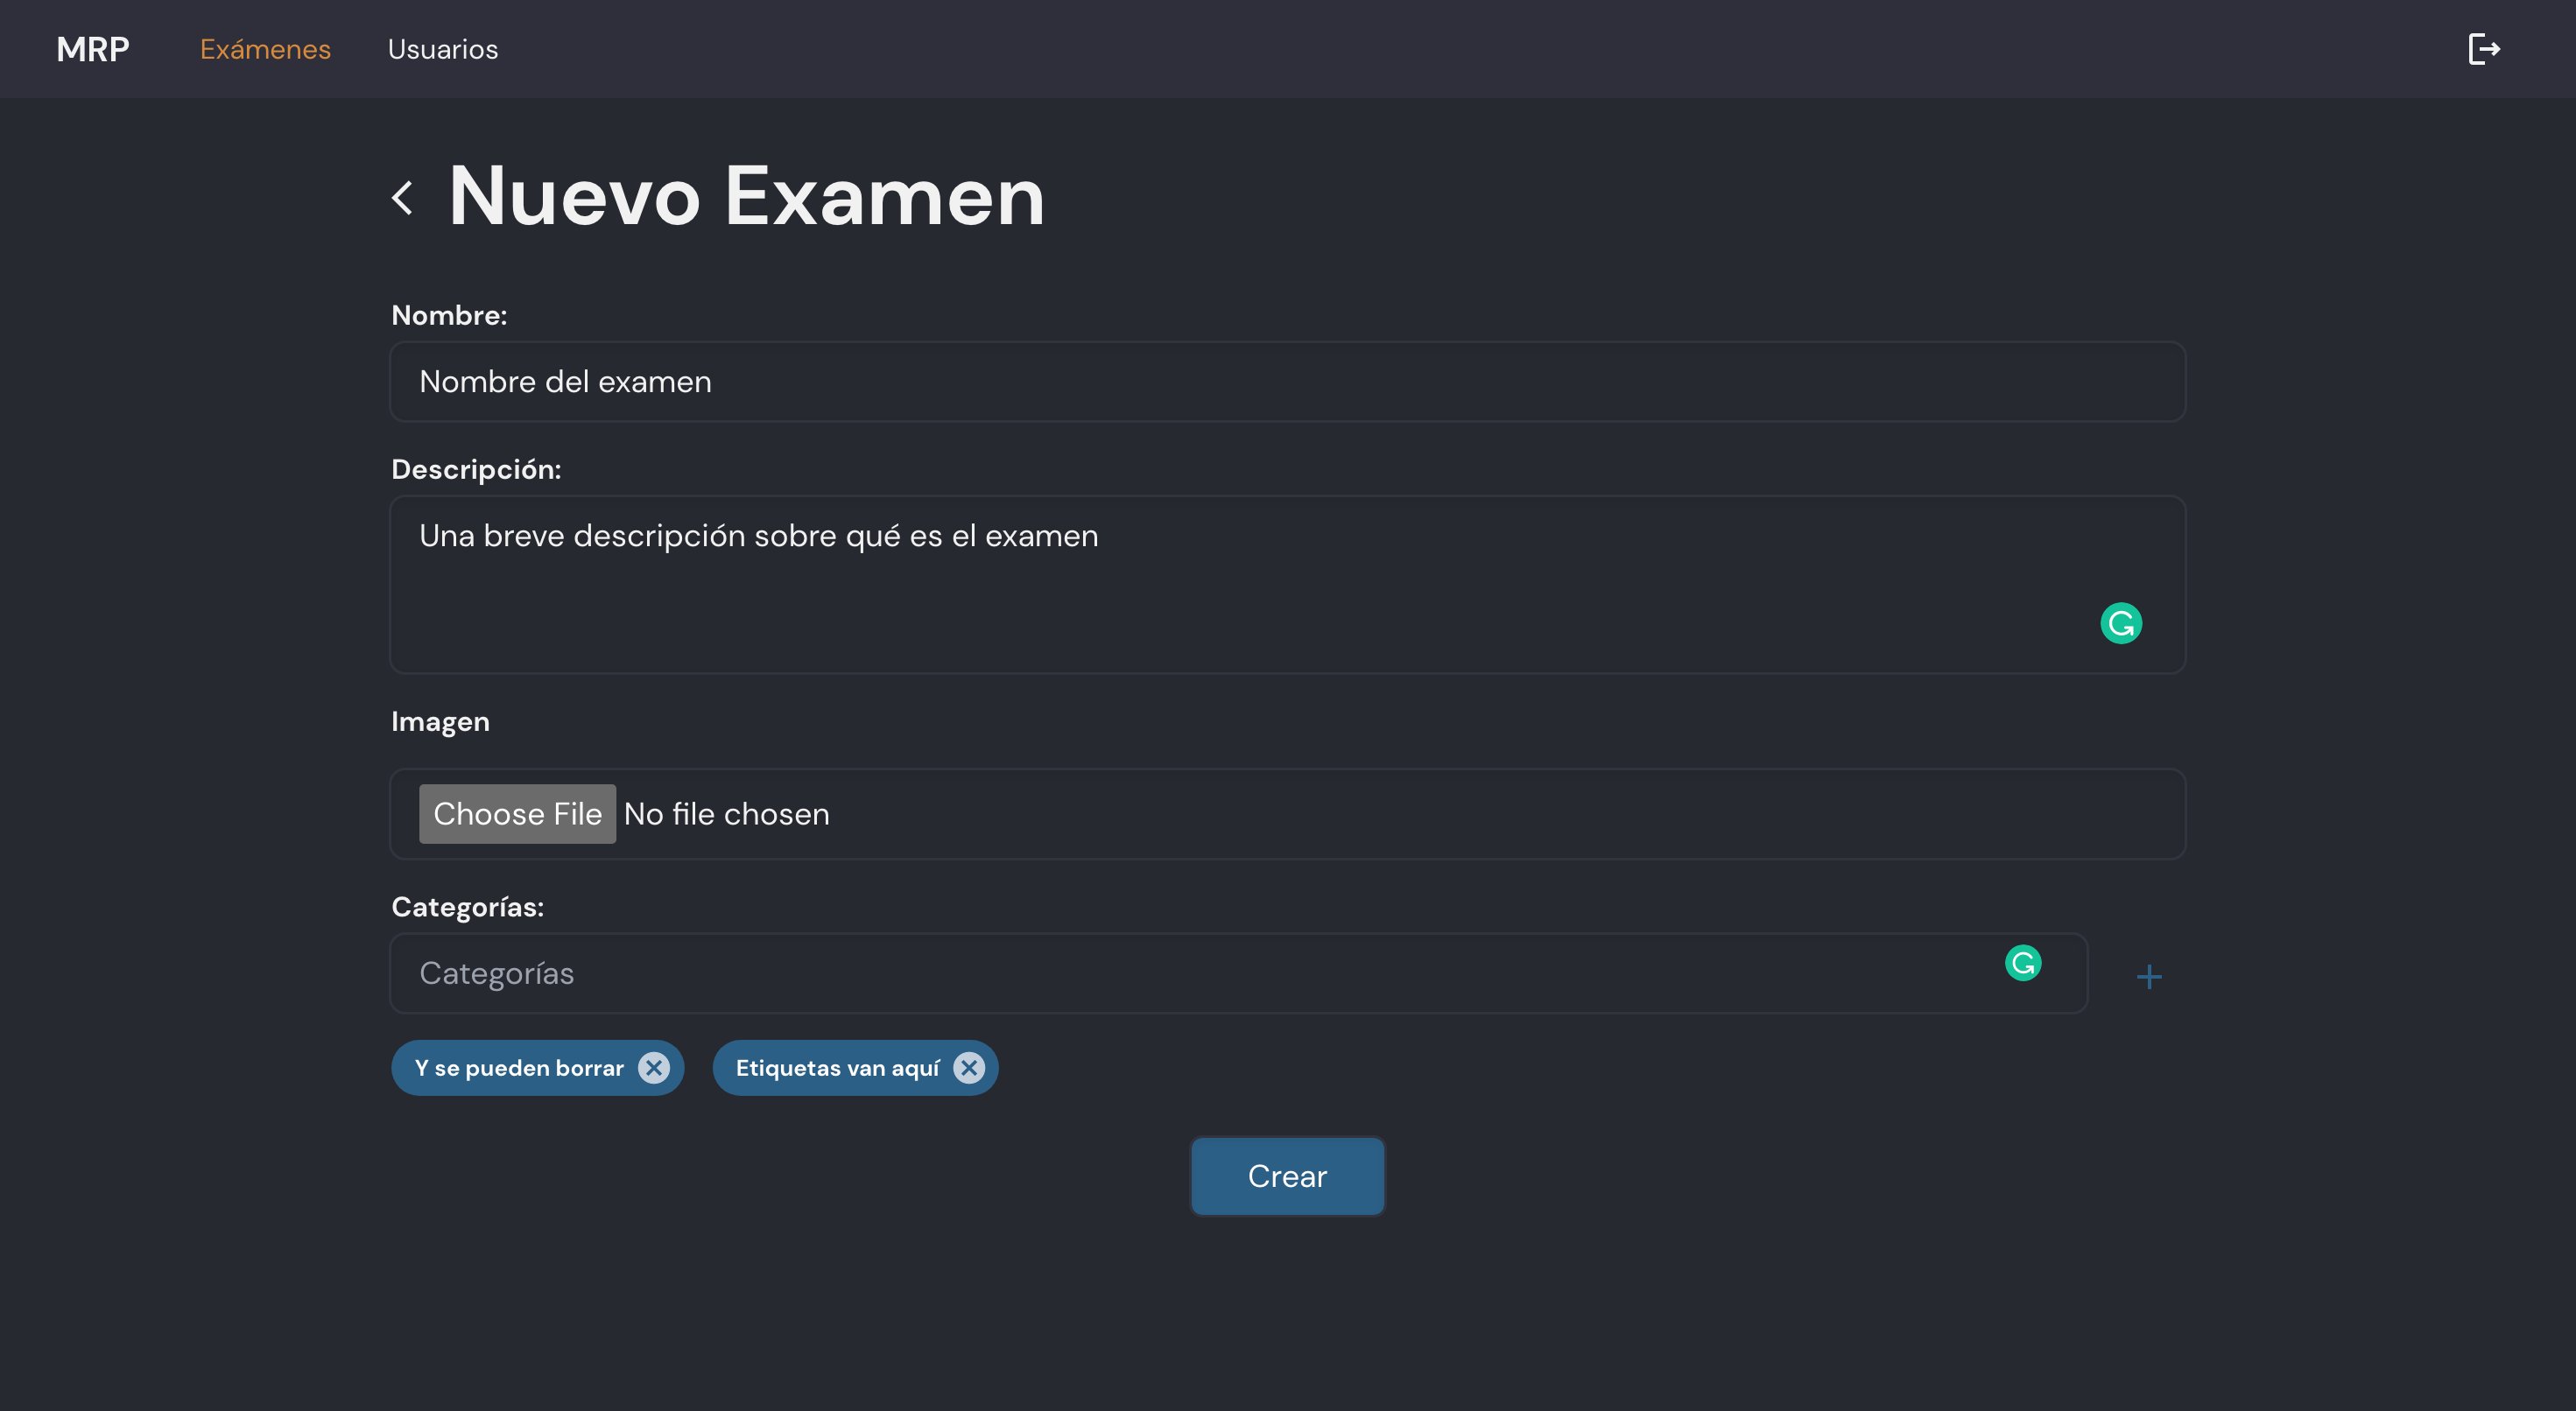 MRP Exámenes Usuarios
Nuevo Examen
Nombre:
Nombre del examen
Descripción:
Una breve descripción sobre qué es el examen
Imagen
Choose File No file chosen
Categorías:
Categorías
Y se pueden borrar Etiquetas van aquí
Crear